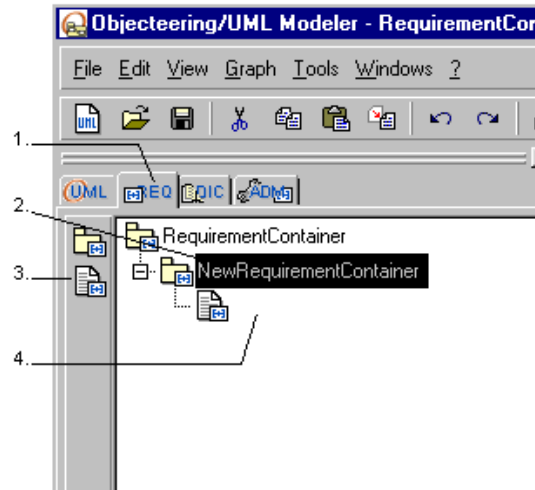 Objecteering/UML Modeler - RequirementCor
File Edit View Graph Tools Windows ?
UML
1.
UML REQ DIC ADM
2.
RequirementContainer
NewRequirementContainer
3.
4.